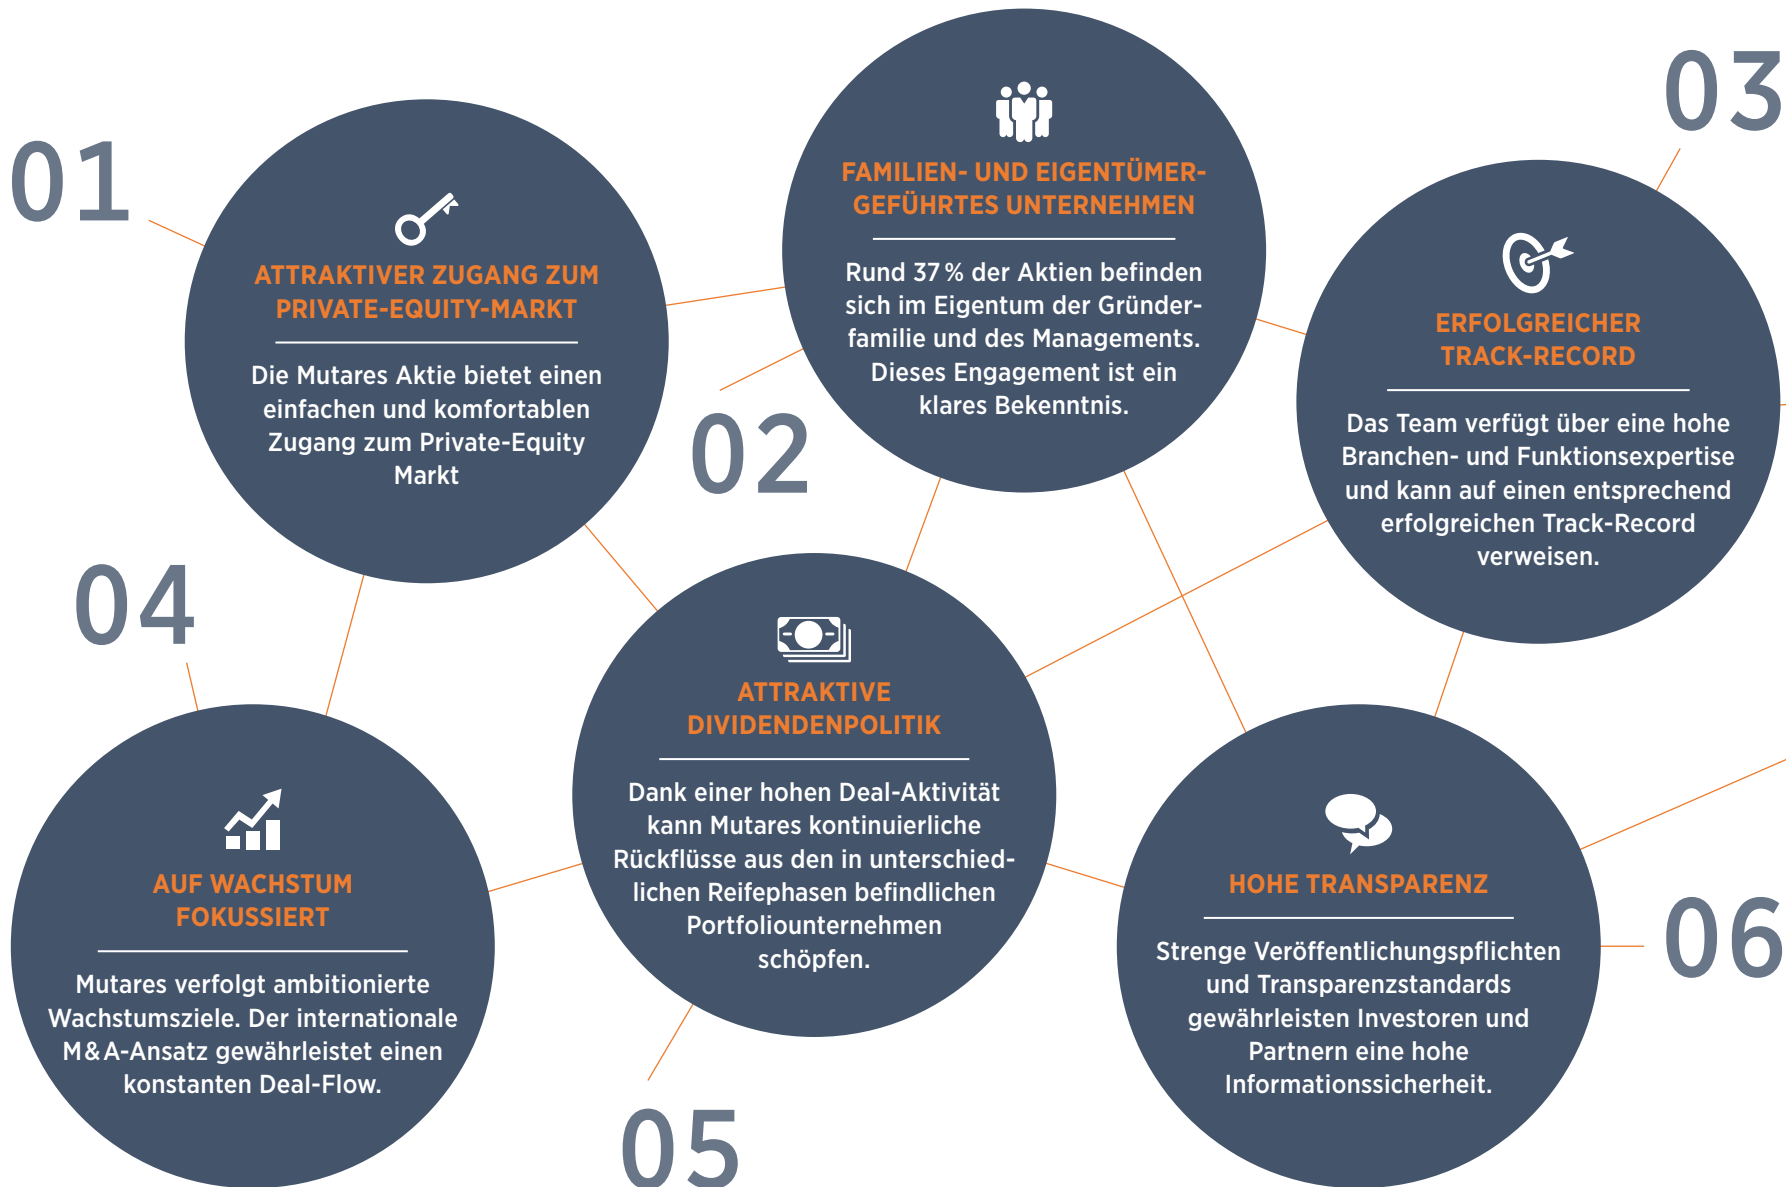 01
ATTRAKTIVER ZUGANG ZUM
PRIVATE-EQUITY-MARKT
Die Mutares Aktie bietet einen
einfachen und komfortablen
Zugang zum Private-Equity
Markt
02
FAMILIEN- UND EIGENTÜMER-
GEFÜHRTES UNTERNEHMEN
Rund 37 % der Aktien befinden
sich im Eigentum der Gründer-
familie und des Managements.
Dieses Engagement ist ein
klares Bekenntnis.
03
ERFOLGREICHER
TRACK-RECORD
Das Team verfügt über eine hohe
Branchen- und Funktionsexpertise
und kann auf einen entsprechend
erfolgreichen Track-Record
verweisen.
04
AUF WACHSTUM
FOKUSSIERT
Mutares verfolgt ambitionierte
Wachstumsziele. Der internationale
M & A-Ansatz gewährleistet einen
konstanten Deal-Flow.
05
ATTRAKTIVE
DIVIDENDENPOLITIK
Dank einer hohen Deal-Aktivität
kann Mutares kontinuierliche
Rückflüsse aus den in unterschied-
lichen Reifephasen befindlichen
Portfoliounternehmen
schöpfen.
06
HOHE TRANSPARENZ
Strenge Veröffentlichungspflichten
und Transparenzstandards
gewährleisten Investoren und
Partnern eine hohe
Informationssicherheit.